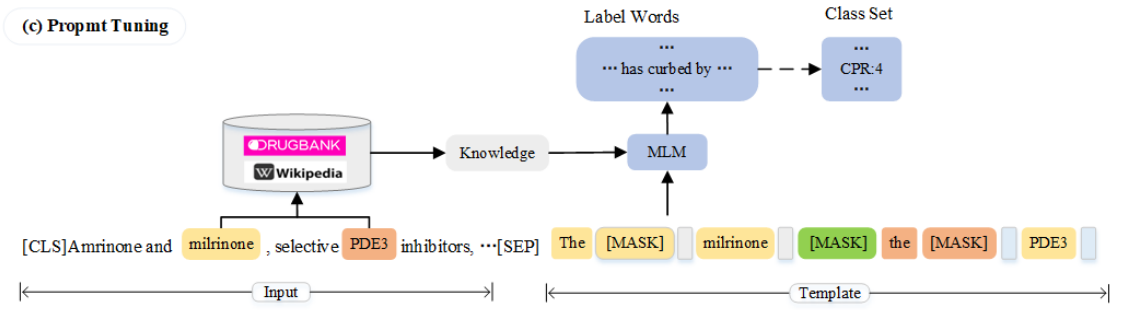 (c) Propmt Tuning
Label Words
Class Set
...
... has curbed by ...
...
...
CPR:4
...
DRUGBANK
W Wikipedia
Knowledge
MLM
[CLS]Amrinone and milrinone , selective PDE3 inhibitors, ...[SEP]
The [MASK] milrinone [MASK] the [MASK] PDE3
Input
Template